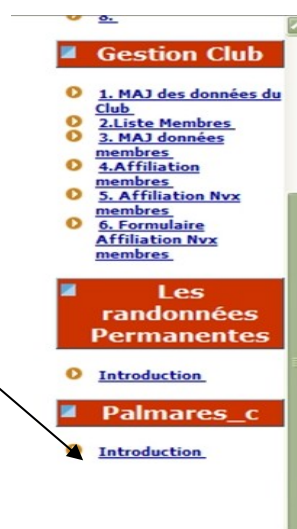 8.
Gestion Club
1. MAJ des données du
Club
2.Liste Membres
3. MAJ données
membres
4.Affiliation
membres
5. Affiliation Nvx
membres
6. Formulaire
Affiliation Nvx
membres
Les
randonnées
Permanentes
Introduction
Palmares_c
Introduction